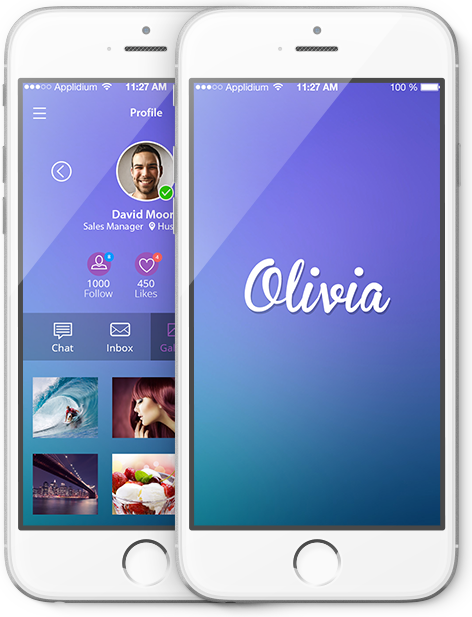 Applidium 11:27 AM
Profile
David Moor
Sales Manager Hus
8
4
1000
450
Follow
Likes
Chat
Inbox
Gal
Applidium 11:27 AM 100 %
Olivia